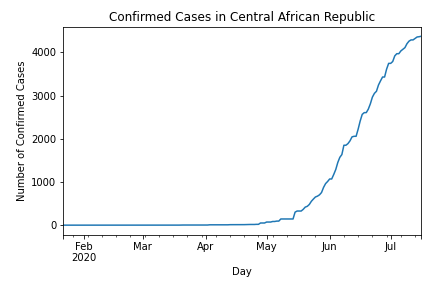 Confirmed Cases in Central African Republic
Number of Confirmed Cases
4000
3000
2000
1000
0
Feb Mar Apr May Jun Jul
2020
Day